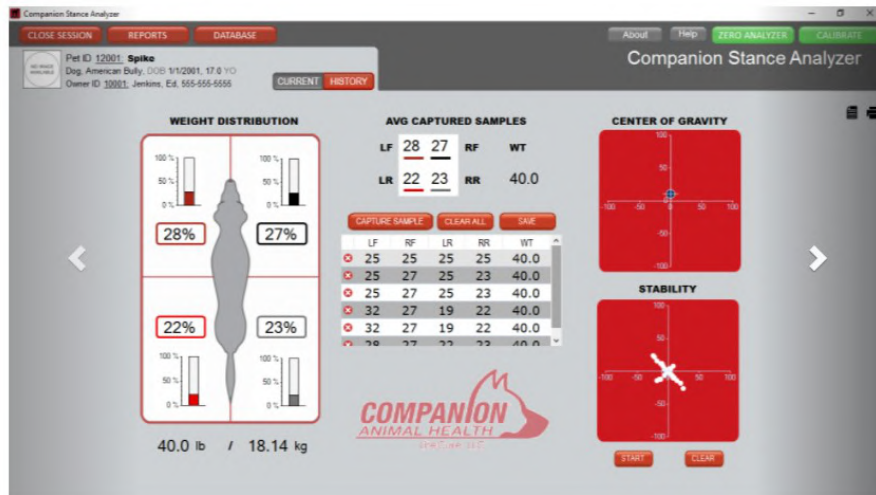 Companion Stance Analyzer
CLOSE SESSION REPORTS DATABASE About Help ZERO ANALYZER CALIBRATE
Pet ID 12001: Spike
Dog, American Bully, DOB 1/1/2001, 17.0 YO
Owner ID 10001: Jenkins, Ed, 555-555-5555
CURRENT HISTORY
Companion Stance Analyzer
WEIGHT DISTRIBUTION
100 %
50 %
0 %
100 %
50 %
0 %
28% 27%
22% 23%
100 %
50 %
0 %
100 %
50 %
0 %
40.0 lb / 18.14 kg
AVG CAPTURED SAMPLES
LF 28 27 RF WT
LR 22 23 RR 40.0
CAPTURE SAMPLE CLEAR ALL SAVE
LF RF LR RR WT
25 25 25 25 40.0
25 27 25 23 40.0
25 27 25 23 40.0
32 27 19 22 40.0
32 27 19 22 40.0
28 27 22 23 40.0
COMPANION
ANIMAL HEALTH
CENTER OF GRAVITY
100
50
-100 -50 0 50 100
-50
-100
STABILITY
100
50
-100 -50 50 100
-50
-100
START CLEAR